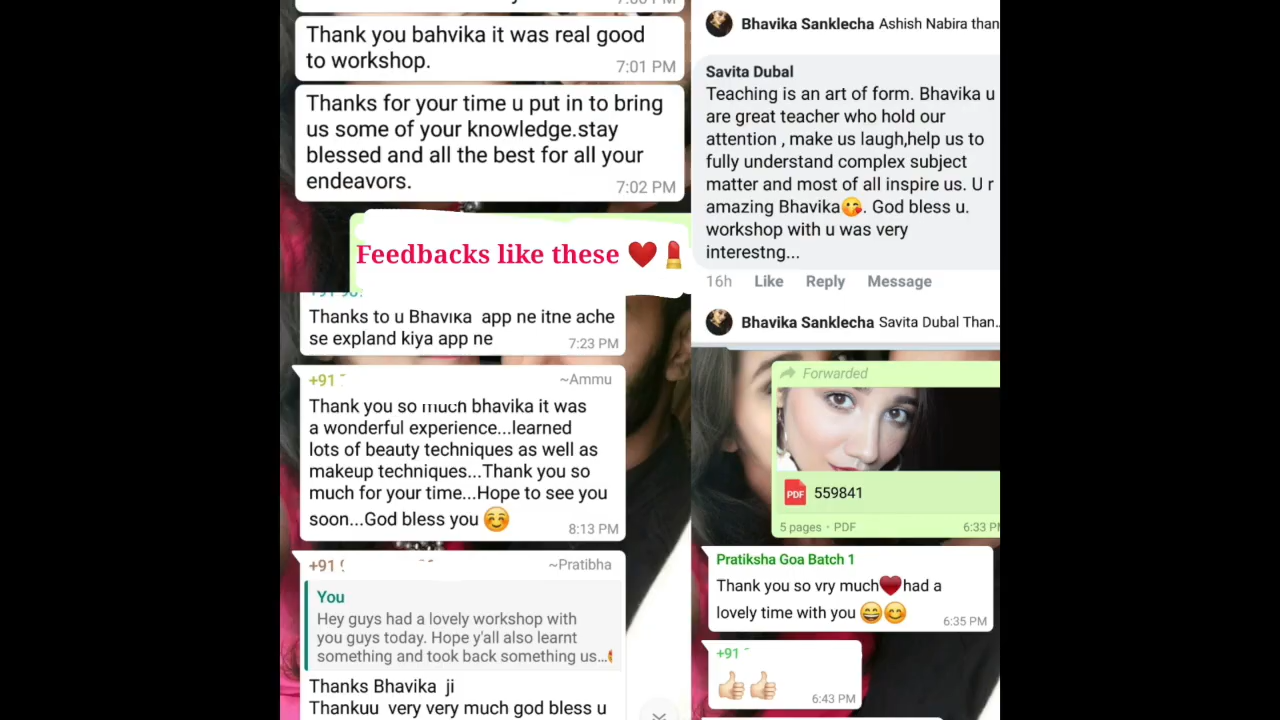 Thank you bahvika it was real good
to workshop.
7:01 PM
Thanks for your time u put in to bring
us some of your knowledge.stay
blessed and all the best for all your
endeavors.
7:02 PM
Feedbacks like these ❤️💄
Thanks to u Bhavika app ne itne ache
se expland kiya app ne
7:23 PM
+91
~Ammu
Thank you so much bhavika it was
a wonderful experience...learned
lots of beauty techniques as well as
makeup techniques...Thank you so
much for your time...Hope to see you
soon...God bless you ☺️
8:13 PM
+91 9
~Pratibha
You
Hey guys had a lovely workshop with
you guys today. Hope y'all also learnt
something and took back something us...
Thanks Bhavika ji
Thankuu very very much god bless u
Bhavika Sanklecha Ashish Nabira than
Savita Dubal
Teaching is an art of form. Bhavika u
are great teacher who hold our
attention , make us laugh,help us to
fully understand complex subject
matter and most of all inspire us. U r
amazing Bhavika😘. God bless u.
workshop with u was very
interestng...
16h Like Reply Message
Bhavika Sanklecha Savita Dubal Than...
Forwarded
PDF 559841
5 pages • PDF
6:33 PM
Pratiksha Goa Batch 1
Thank you so vry much❤️had a
lovely time with you 😄😊
6:35 PM
+91
👍🏻👍🏻
6:43 PM